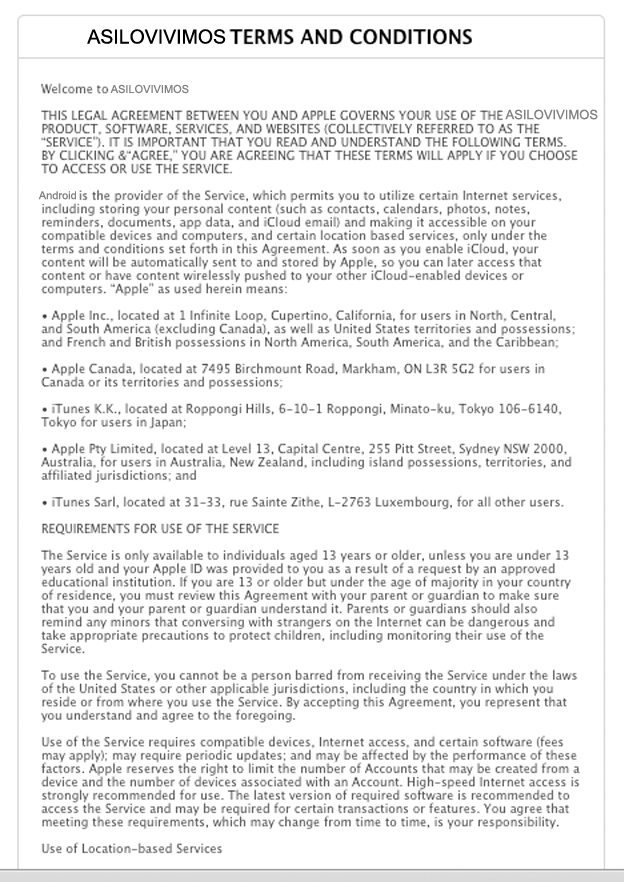 ASILOVIVIMOS TERMS AND CONDITIONS
Welcome to ASILOVIVIMOS
THIS LEGAL AGREEMENT BETWEEN YOU AND APPLE GOVERNS YOUR USE OF THE ASILOVIVIMOS
PRODUCT, SOFTWARE, SERVICES, AND WEBSITES (COLLECTIVELY REFERRED TO AS THE
“SERVICE”). IT IS IMPORTANT THAT YOU READ AND UNDERSTAND THE FOLLOWING TERMS.
BY CLICKING &“AGREE,” YOU ARE AGREEING THAT THESE TERMS WILL APPLY IF YOU CHOOSE
TO ACCESS OR USE THE SERVICE.
Android is the provider of the Service, which permits you to utilize certain Internet services,
including storing your personal content (such as contacts, calendars, photos, notes,
reminders, documents, app data, and iCloud email) and making it accessible on your
compatible devices and computers, and certain location based services, only under the
terms and conditions set forth in this Agreement. As soon as you enable iCloud, your
content will be automatically sent to and stored by Apple, so you can later access that
content or have content wirelessly pushed to your other iCloud-enabled devices or
computers. “Apple” as used herein means:
• Apple Inc., located at 1 Infinite Loop, Cupertino, California, for users in North, Central,
and South America (excluding Canada), as well as United States territories and possessions;
and French and British possessions in North America, South America, and the Caribbean;
• Apple Canada, located at 7495 Birchmount Road, Markham, ON L3R 5G2 for users in
Canada or its territories and possessions;
• iTunes K.K., located at Roppongi Hills, 6-10-1 Roppongi, Minato-ku, Tokyo 106-6140,
Tokyo for users in Japan;
• Apple Pty Limited, located at Level 13, Capital Centre, 255 Pitt Street, Sydney NSW 2000,
Australia, for users in Australia, New Zealand, including island possessions, territories, and
affiliated jurisdictions; and
• iTunes Sarl, located at 31-33, rue Sainte Zithe, L-2763 Luxembourg, for all other users.
REQUIREMENTS FOR USE OF THE SERVICE
The Service is only available to individuals aged 13 years or older, unless you are under 13
years old and your Apple ID was provided to you as a result of a request by an approved
educational institution. If you are 13 or older but under the age of majority in your country
of residence, you must review this Agreement with your parent or guardian to make sure
that you and your parent or guardian understand it. Parents or guardians should also
remind any minors that conversing with strangers on the Internet can be dangerous and
take appropriate precautions to protect children, including monitoring their use of the
Service.
To use the Service, you cannot be a person barred from receiving the Service under the laws
of the United States or other applicable jurisdictions, including the country in which you
reside or from where you use the Service. By accepting this Agreement, you represent that
you understand and agree to the foregoing.
Use of the Service requires compatible devices, Internet access, and certain software (fees
may apply); may require periodic updates; and may be affected by the performance of these
factors. Apple reserves the right to limit the number of Accounts that may be created from a
device and the number of devices associated with an Account. High-speed Internet access is
strongly recommended for use. The latest version of required software is recommended to
access the Service and may be required for certain transactions or features. You agree that
meeting these requirements, which may change from time to time, is your responsibility.
Use of Location-based Services